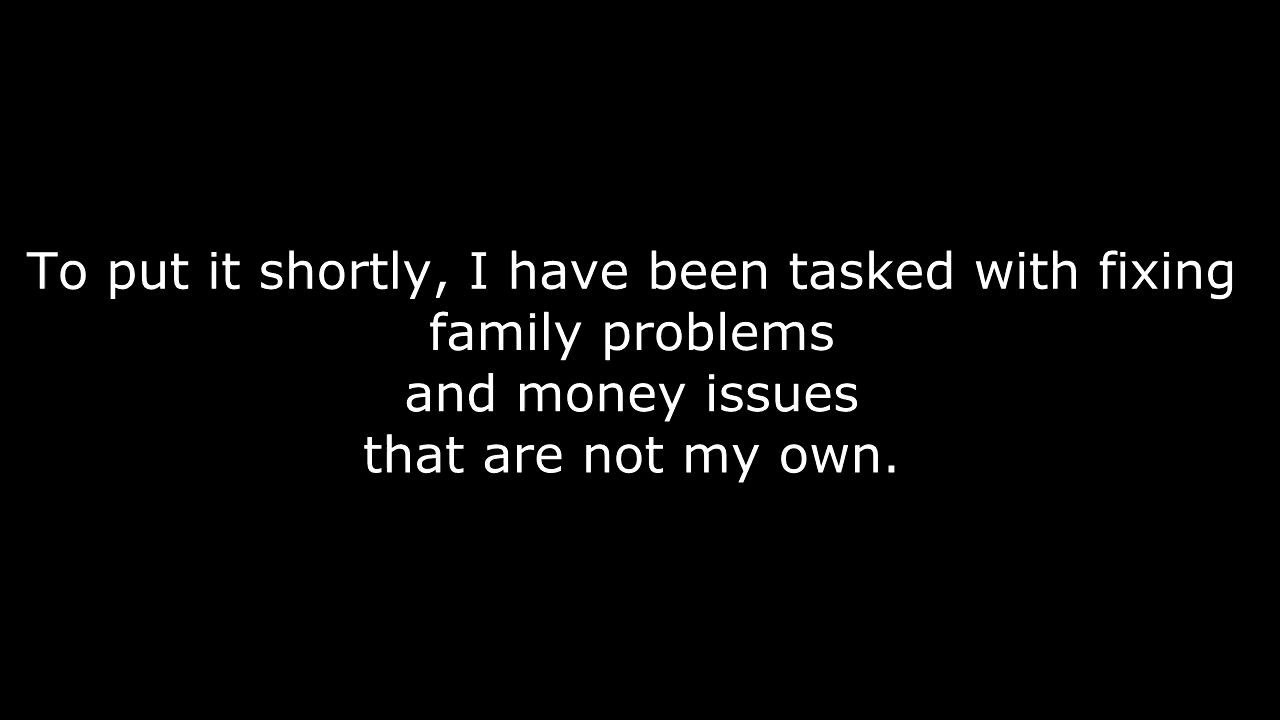 To put it shortly, I have been tasked with fixing
family problems
and money issues
that are not my own.